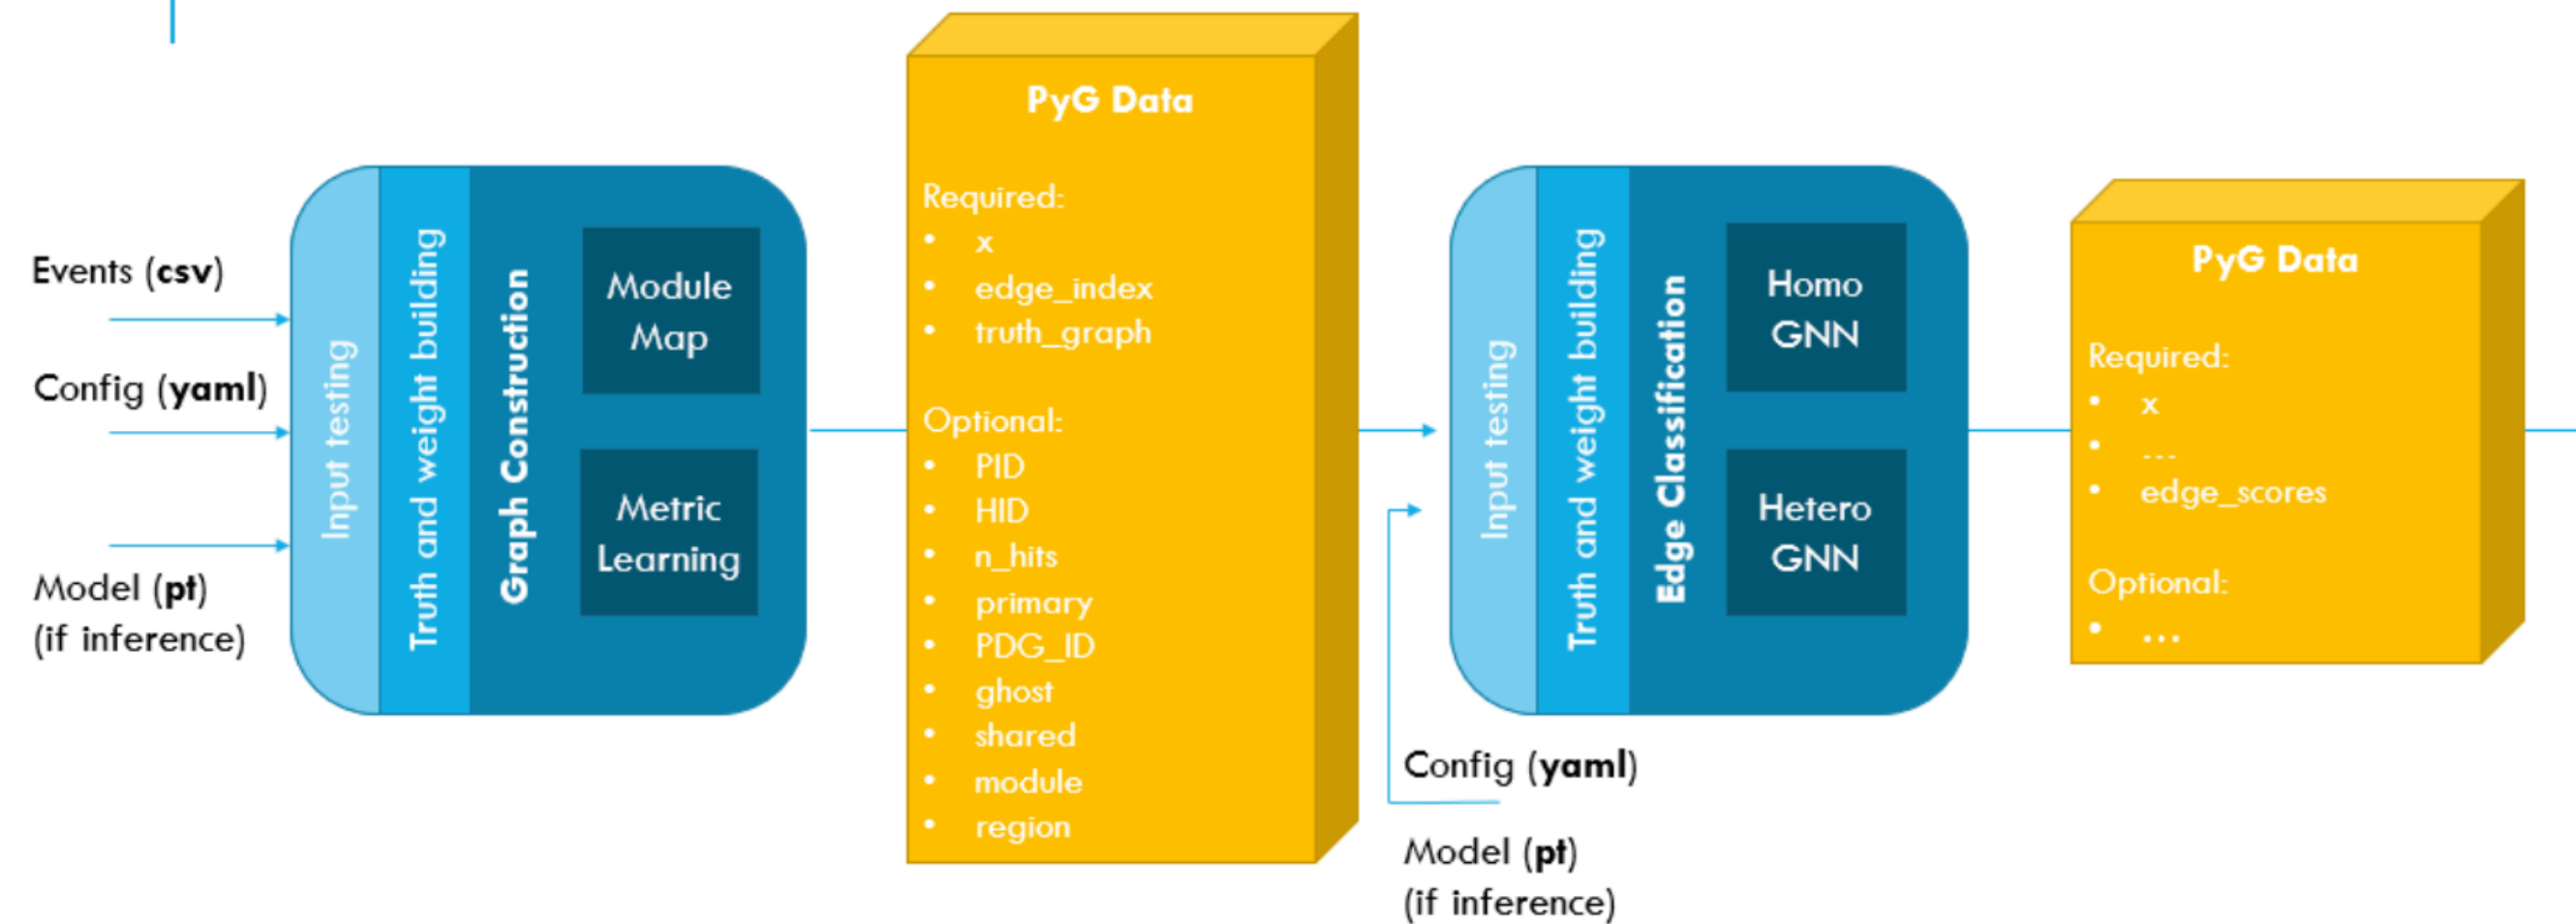 Events (csv)
Config (yaml)
Model (pt)
(if inference)
Input testing
Truth and weight building
Graph Construction
Module
Map
Metric
Learning
PyG Data
Required:
• x
• edge_index
• truth_graph
Optional:
• PID
• HID
• n_hits
• primary
• PDG_ID
• ghost
• shared
• module
• region
Config (yaml)
Model (pt)
(if inference)
Input testing
Truth and weight building
Edge Classification
Homo
GNN
Hetero
GNN
PyG Data
Required:
• x
• ---
• edge_scores
Optional:
• ...